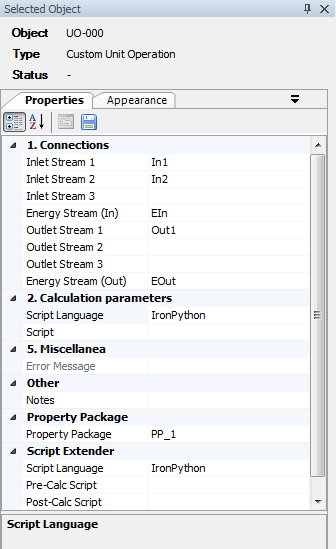 Selected Object
Object UO-000
Type Custom Unit Operation
Status -
Properties Appearance
1. Connections
Inlet Stream 1 In1
Inlet Stream 2 In2
Inlet Stream 3
Energy Stream (In) EIn
Outlet Stream 1 Out1
Outlet Stream 2
Outlet Stream 3
Energy Stream (Out) EOut
2. Calculation parameters
Script Language IronPython
Script
5. Miscellanea
Error Message
Other
Notes
Property Package
Property Package PP_1
Script Extender
Script Language IronPython
Pre-Calc Script
Post-Calc Script
Script Language